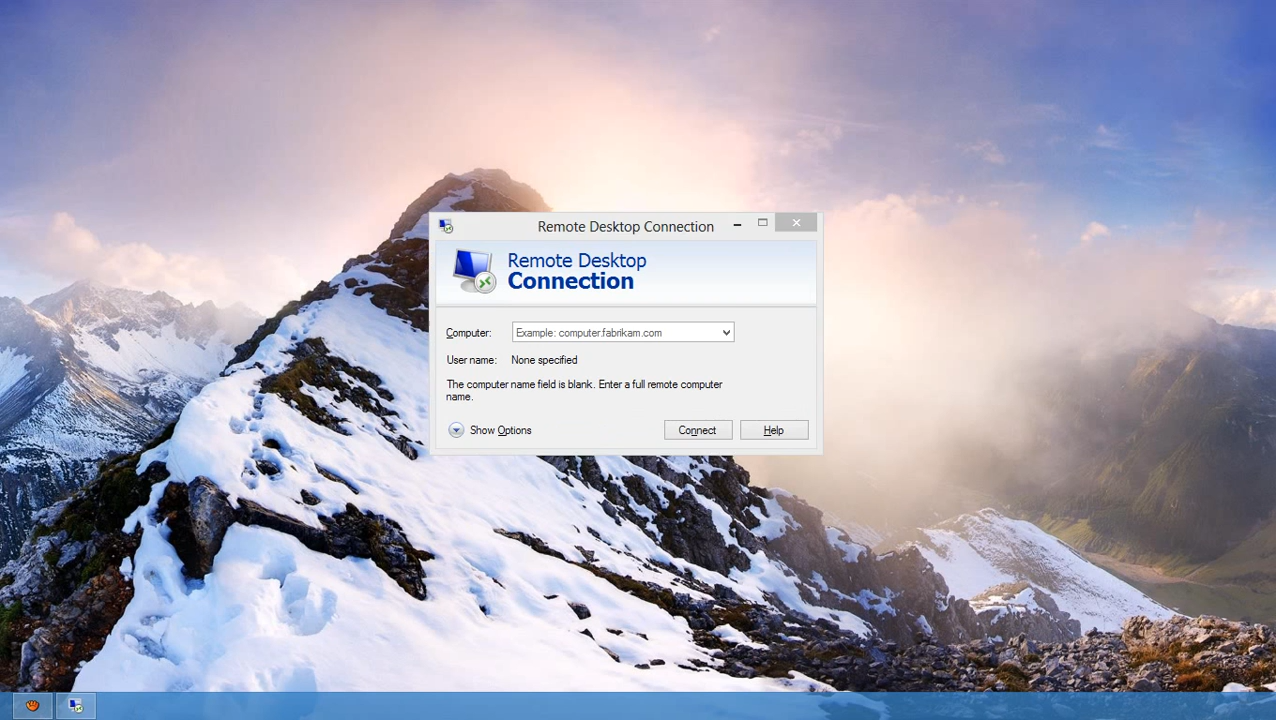 Remote Desktop Connection
Remote Desktop
Connection
Computer: Example: computer.fabrikam.com
User name: None specified
The computer name field is blank. Enter a full remote computer
name.
Show Options Connect Help